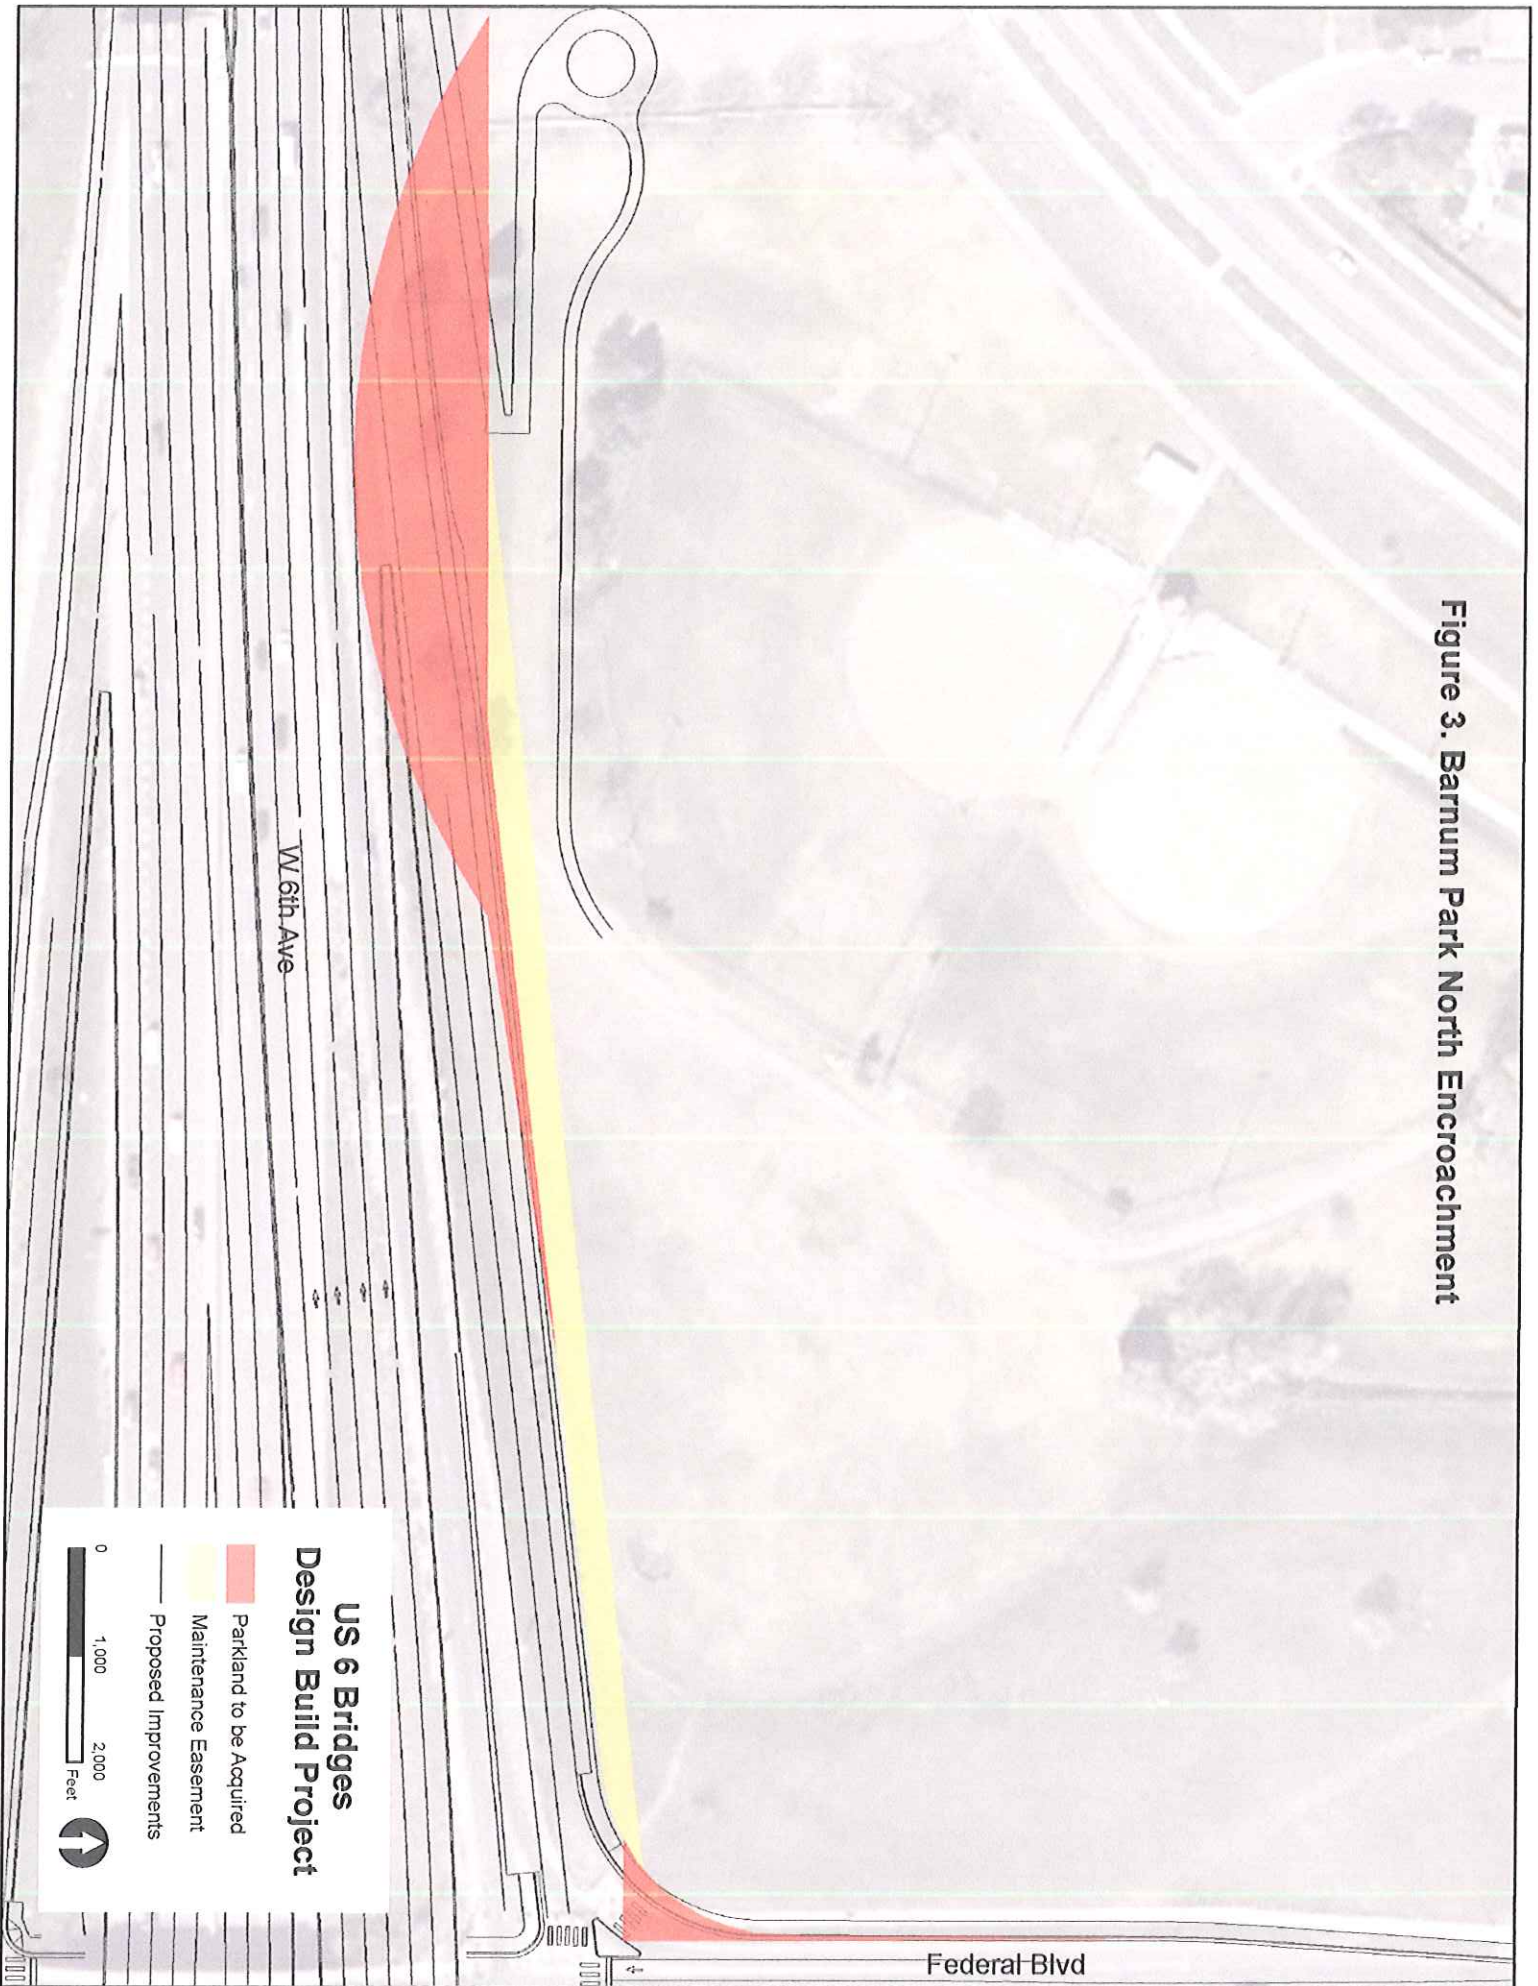 Figure 3. Barnum Park North Encroachment
W 6th Ave
Federal Blvd
US 6 Bridges
Design Build Project
Parkland to be Acquired
Maintenance Easement
Proposed Improvements
0 1,000 2,000
Feet